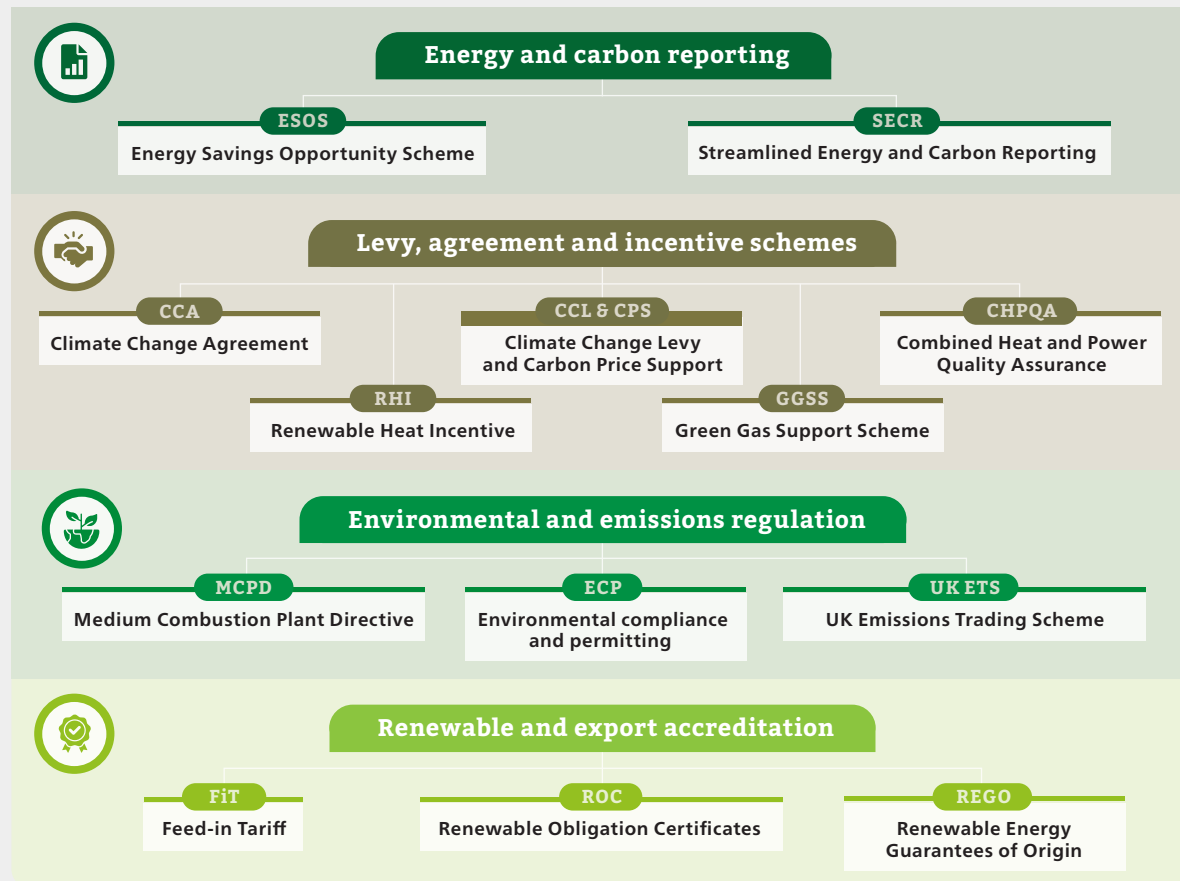 Energy and carbon reporting
ESOS
Energy Savings Opportunity Scheme
SECR
Streamlined Energy and Carbon Reporting
Levy, agreement and incentive schemes
CCA
Climate Change Agreement
CCL & CPS
Climate Change Levy
and Carbon Price Support
CHPQA
Combined Heat and Power
Quality Assurance
RHI
Renewable Heat Incentive
GGSS
Green Gas Support Scheme
Environmental and emissions regulation
MCPD
Medium Combustion Plant Directive
ECP
Environmental compliance
and permitting
UK ETS
UK Emissions Trading Scheme
Renewable and export accreditation
FiT
Feed-in Tariff
ROC
Renewable Obligation Certificates
REGO
Renewable Energy
Guarantees of Origin